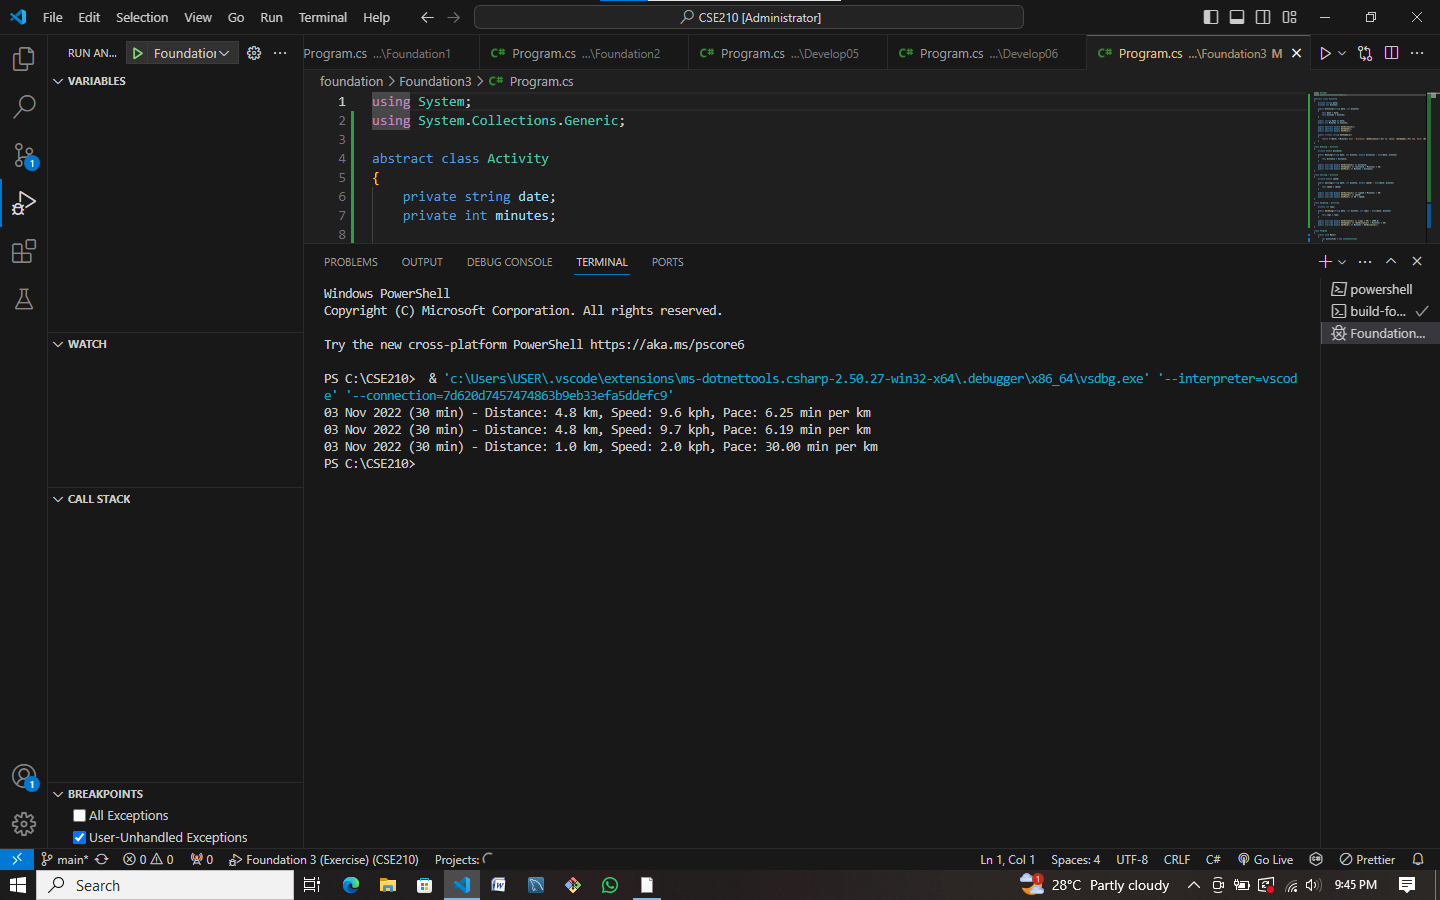 File Edit Selection View Go Run Terminal Help CSE210 [Administrator]
RUN AN... Foundation
Program.cs ...\Foundation1 C# Program.cs ...\Foundation2 C# Program.cs ...\Develop05 C# Program.cs ...\Develop06 C# Program.cs ...\Foundation3 M
VARIABLES
foundation > Foundation3 > C# Program.cs
1 using System;
2 using System.Collections.Generic;
3
4 abstract class Activity
5 {
6 private string date;
7 private int minutes;
8
PROBLEMS OUTPUT DEBUG CONSOLE TERMINAL PORTS
Windows PowerShell
Copyright (C) Microsoft Corporation. All rights reserved.
Try the new cross-platform PowerShell https://aka.ms/pscore6
PS C:\CSE210> & 'c:\Users\USER\.vscode\extensions\ms-dotnettools.csharp-2.50.27-win32-x64\.debugger\x86_64\vsdbg.exe' '--interpreter=vscod
e' '--connection=7d620d7457474863b9eb33efa5ddefc9'
03 Nov 2022 (30 min) - Distance: 4.8 km, Speed: 9.6 kph, Pace: 6.25 min per km
03 Nov 2022 (30 min) - Distance: 4.8 km, Speed: 9.7 kph, Pace: 6.19 min per km
03 Nov 2022 (30 min) - Distance: 1.0 km, Speed: 2.0 kph, Pace: 30.00 min per km
PS C:\CSE210>
powershell
build-fo...
Foundation...
WATCH
CALL STACK
BREAKPOINTS
All Exceptions
User-Unhandled Exceptions
1
1
main* 0 0 0 Foundation 3 (Exercise) (CSE210) Projects: Ln 1, Col 1 Spaces: 4 UTF-8 CRLF C# Go Live Prettier
Search 1 28°C Partly cloudy 9:45 PM